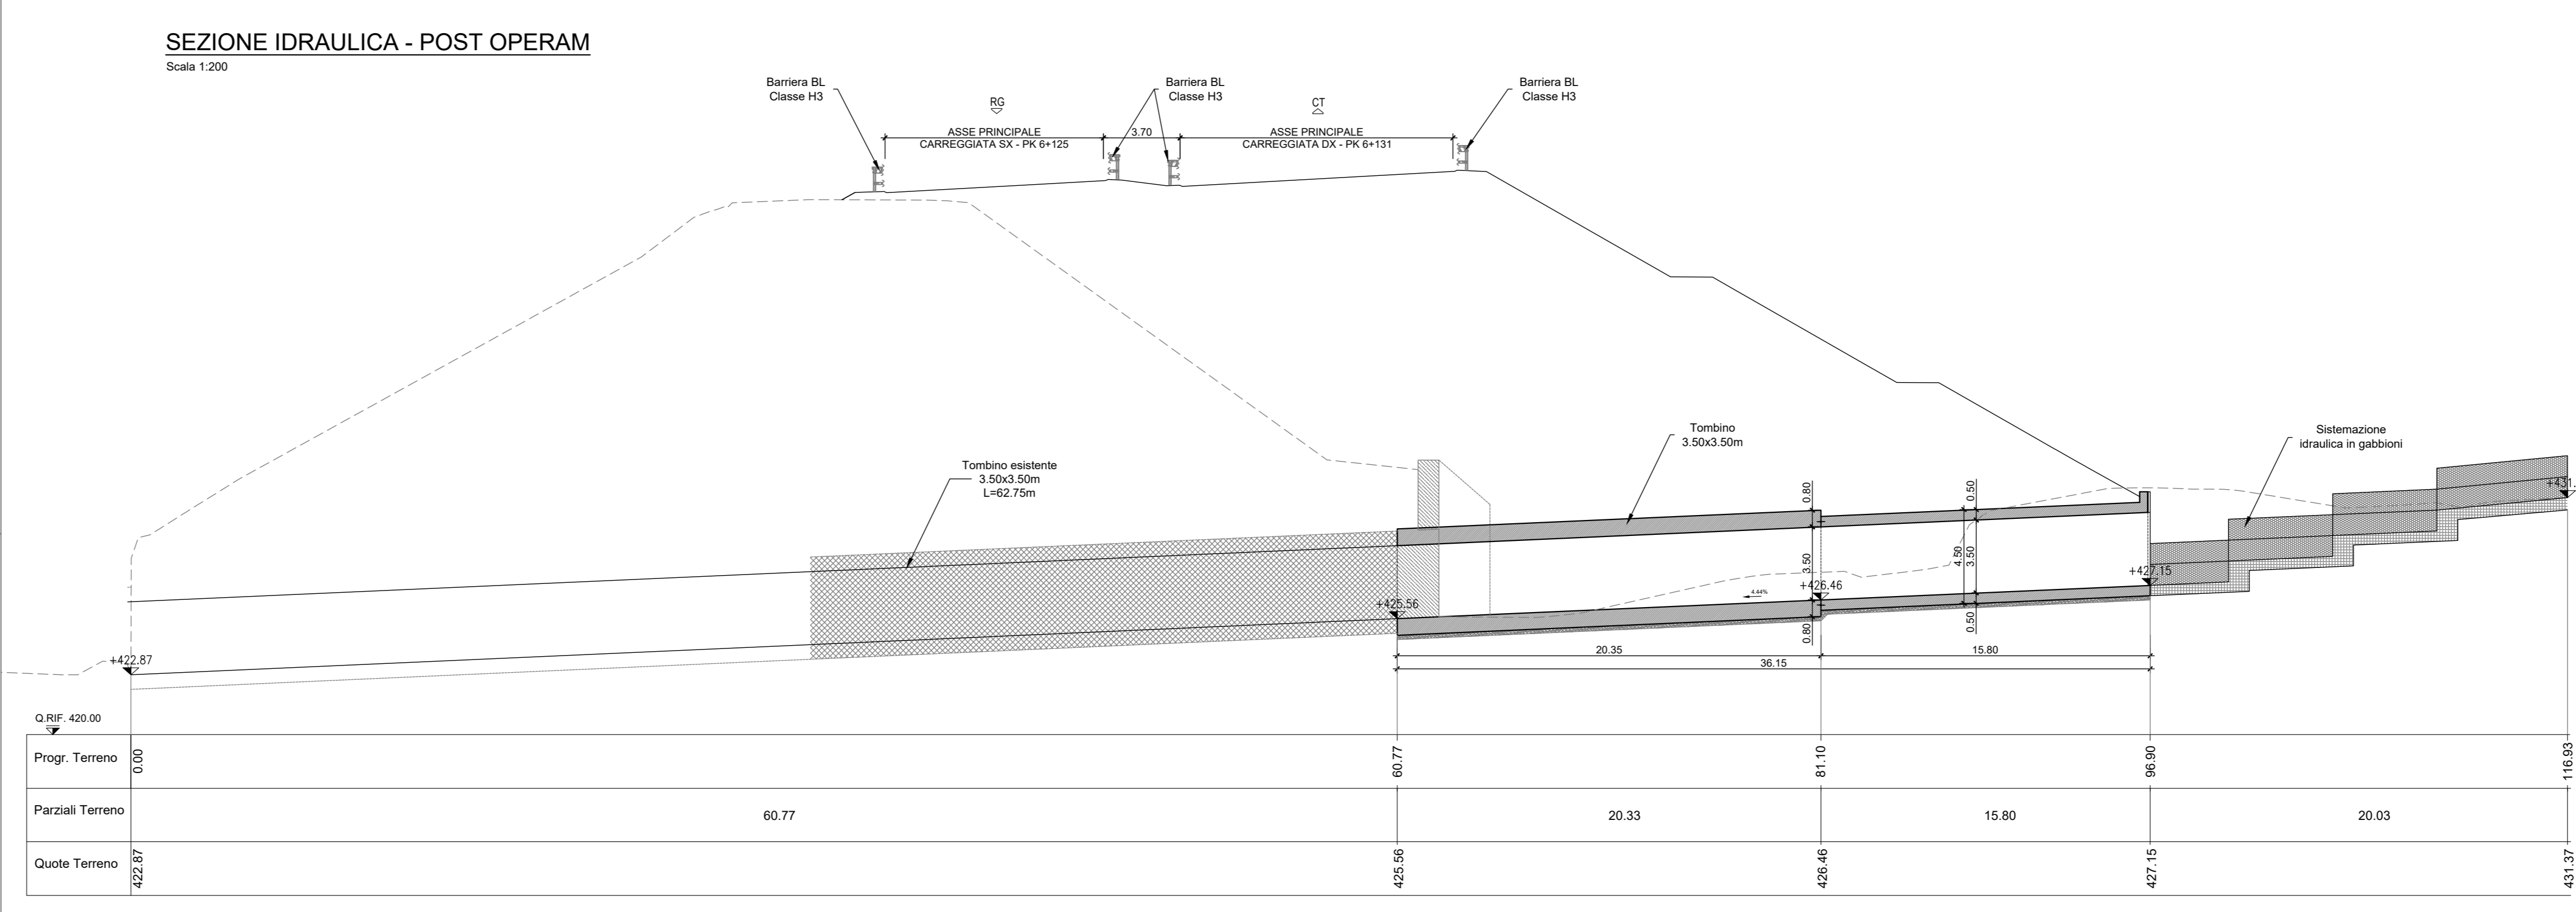 SEZIONE IDRAULICA - POST OPERAM
Scala 1:200
Barriera BL
Classe H3
RG
Barriera BL
Classe H3
CT
Barriera BL
Classe H3
ASSE PRINCIPALE
CARREGGIATA SX - PK 6+125
3.70
ASSE PRINCIPALE
CARREGGIATA DX - PK 6+131
Tombino esistente
3.50x3.50m
L=62.75m
Tombino
3.50x3.50m
Sistemazione
idraulica in gabbioni
0.80
0.50
3.50
4.50
3.50
0.80
0.50
4.44%
+422.87
+425.56
+426.46
+427.15
+431.
20.35
15.80
36.15
Q.RIF. 420.00
Progr. Terreno
0.00
60.77
81.10
96.90
116.93
Parziali Terreno
60.77
20.33
15.80
20.03
Quote Terreno
422.87
425.56
426.46
427.15
431.37